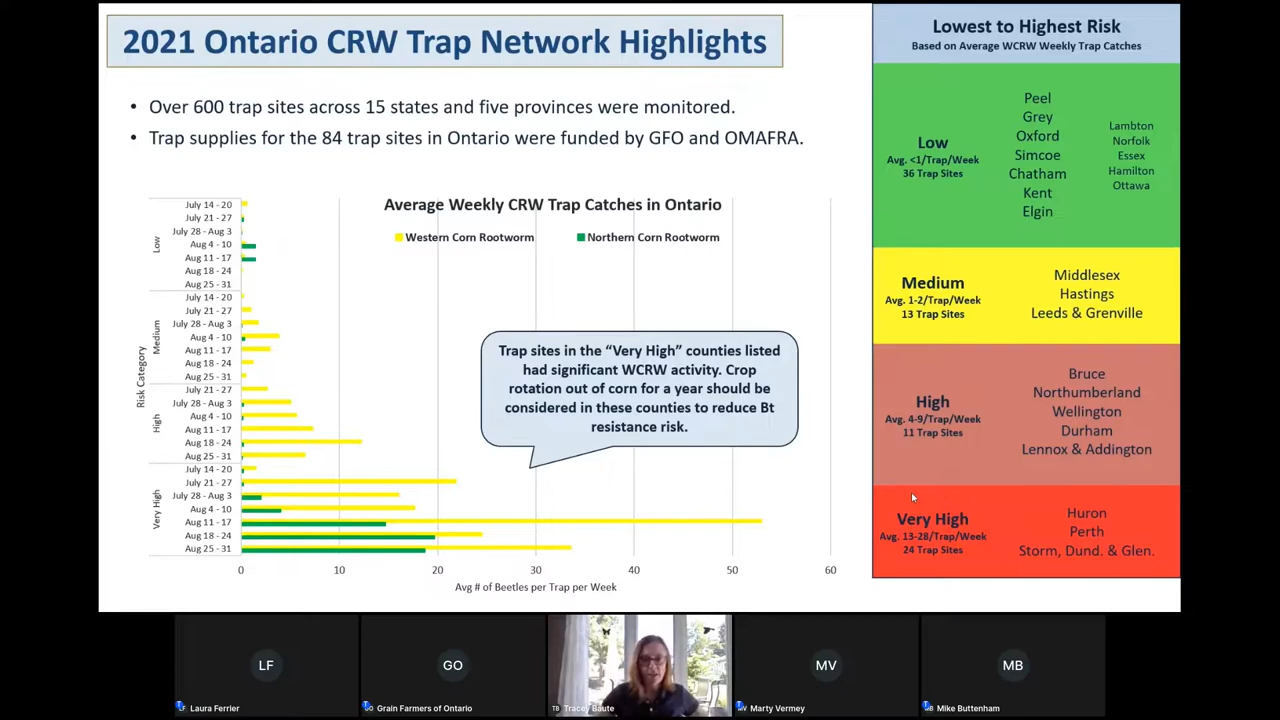 2021 Ontario CRW Trap Network Highlights
• Over 600 trap sites across 15 states and five provinces were monitored.
• Trap supplies for the 84 trap sites in Ontario were funded by GFO and OMAFRA.
Average Weekly CRW Trap Catches in Ontario
Western Corn Rootworm
Northern Corn Rootworm
Risk Category
Low
July 14 - 20
July 21 - 27
July 28 - Aug 3
Aug 4 - 10
Aug 11 - 17
Aug 18 - 24
Aug 25 - 31
Medium
July 14 - 20
July 21 - 27
July 28 - Aug 3
Aug 4 - 10
Aug 11 - 17
Aug 18 - 24
Aug 25 - 31
High
July 21 - 27
July 28 - Aug 3
Aug 4 - 10
Aug 11 - 17
Aug 18 - 24
Aug 25 - 31
Very High
July 14 - 20
July 21 - 27
July 28 - Aug 3
Aug 4 - 10
Aug 11 - 17
Aug 18 - 24
Aug 25 - 31
0 10 20 30 40 50 60
Avg # of Beetles per Trap per Week
Trap sites in the “Very High” counties listed
had significant WCRW activity. Crop
rotation out of corn for a year should be
considered in these counties to reduce Bt
resistance risk.
Lowest to Highest Risk
Based on Average WCRW Weekly Trap Catches
Low
Avg. <1/Trap/Week
36 Trap Sites
Peel
Grey
Oxford
Simcoe
Chatham
Kent
Elgin
Lambton
Norfolk
Essex
Hamilton
Ottawa
Medium
Avg. 1-2/Trap/Week
13 Trap Sites
Middlesex
Hastings
Leeds & Grenville
High
Avg. 4-9/Trap/Week
11 Trap Sites
Bruce
Northumberland
Wellington
Durham
Lennox & Addington
Very High
Avg. 13-28/Trap/Week
24 Trap Sites
Huron
Perth
Storm, Dund. & Glen.
LF
Laura Ferrier
GO
Grain Farmers of Ontario
TB Tracey Baute
MV
Marty Vermey
MB
Mike Buttenham